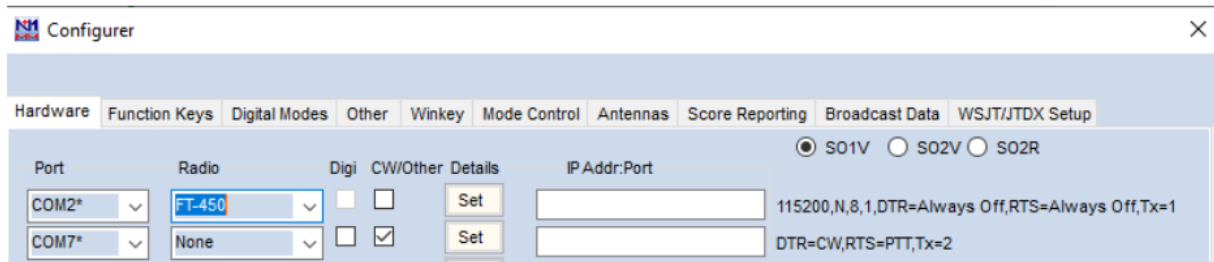 N1 MM Configurer
Hardware Function Keys Digital Modes Other Winkey Mode Control Antennas Score Reporting Broadcast Data WSJT/JTDX Setup
SO1V SO2V SO2R
Port Radio Digi CW/Other Details IP Addr:Port
COM2* FT-450 Set 115200,N,8,1,DTR=Always Off,RTS=Always Off,Tx=1
COM7* None Set DTR=CW,RTS=PTT,Tx=2